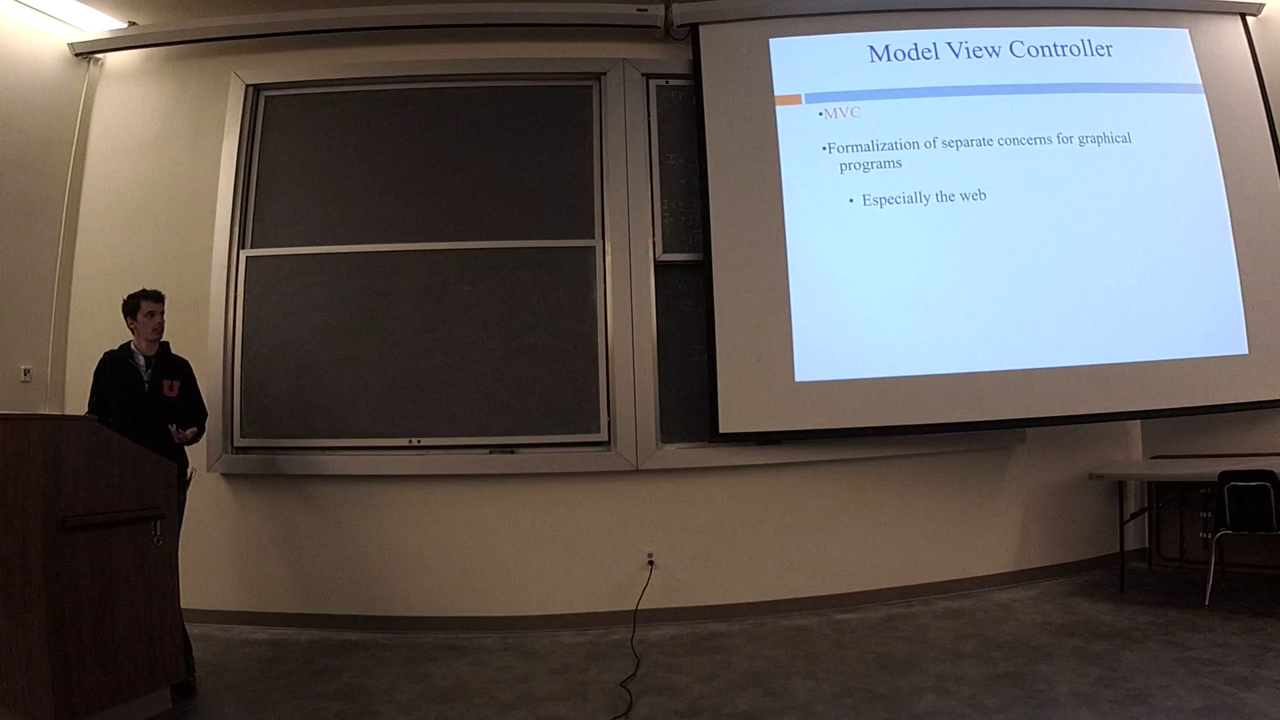 Model View Controller
•MVC
•Formalization of separate concerns for graphical
programs
• Especially the web
U